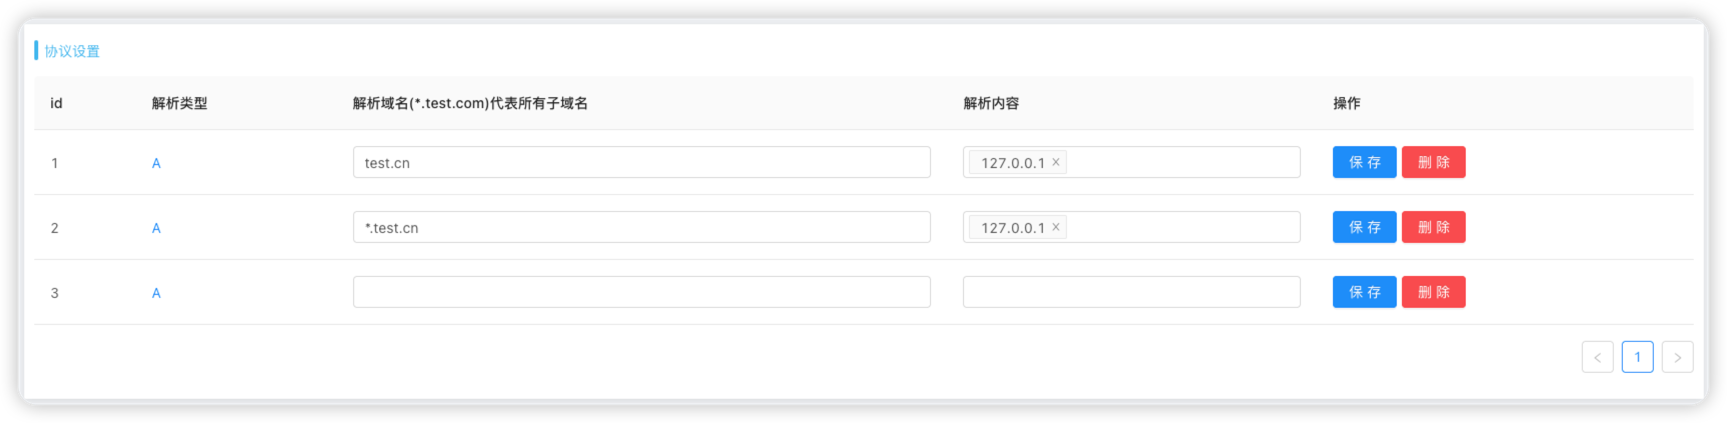 协议设置
id 解析类型 解析域名(*.test.com)代表所有子域名 解析内容 操作
1 A test.cn 127.0.0.1 × 保 存 删 除
2 A *.test.cn 127.0.0.1 × 保 存 删 除
3 A 保 存 删 除
< 1 >